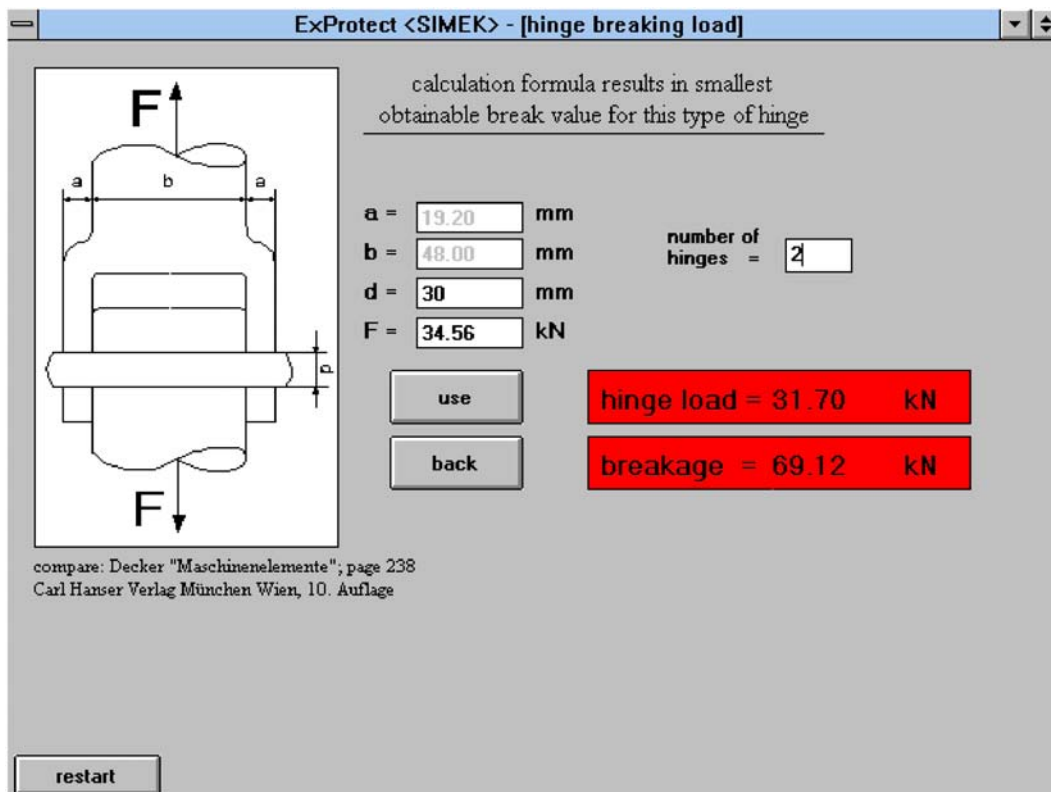 ExProtect <SIMEK> - [hinge breaking load]
calculation formula results in smallest
obtainable break value for this type of hinge
F
a
b
a
d
F
a = 19.20 mm
b = 48.00 mm
d = 30 mm
F = 34.56 kN
number of
hinges = 2
use
back
hinge load = 31.70 kN
breakage = 69.12 kN
compare: Decker "Maschinenelemente"; page 238
Carl Hanser Verlag München Wien, 10. Auflage
restart